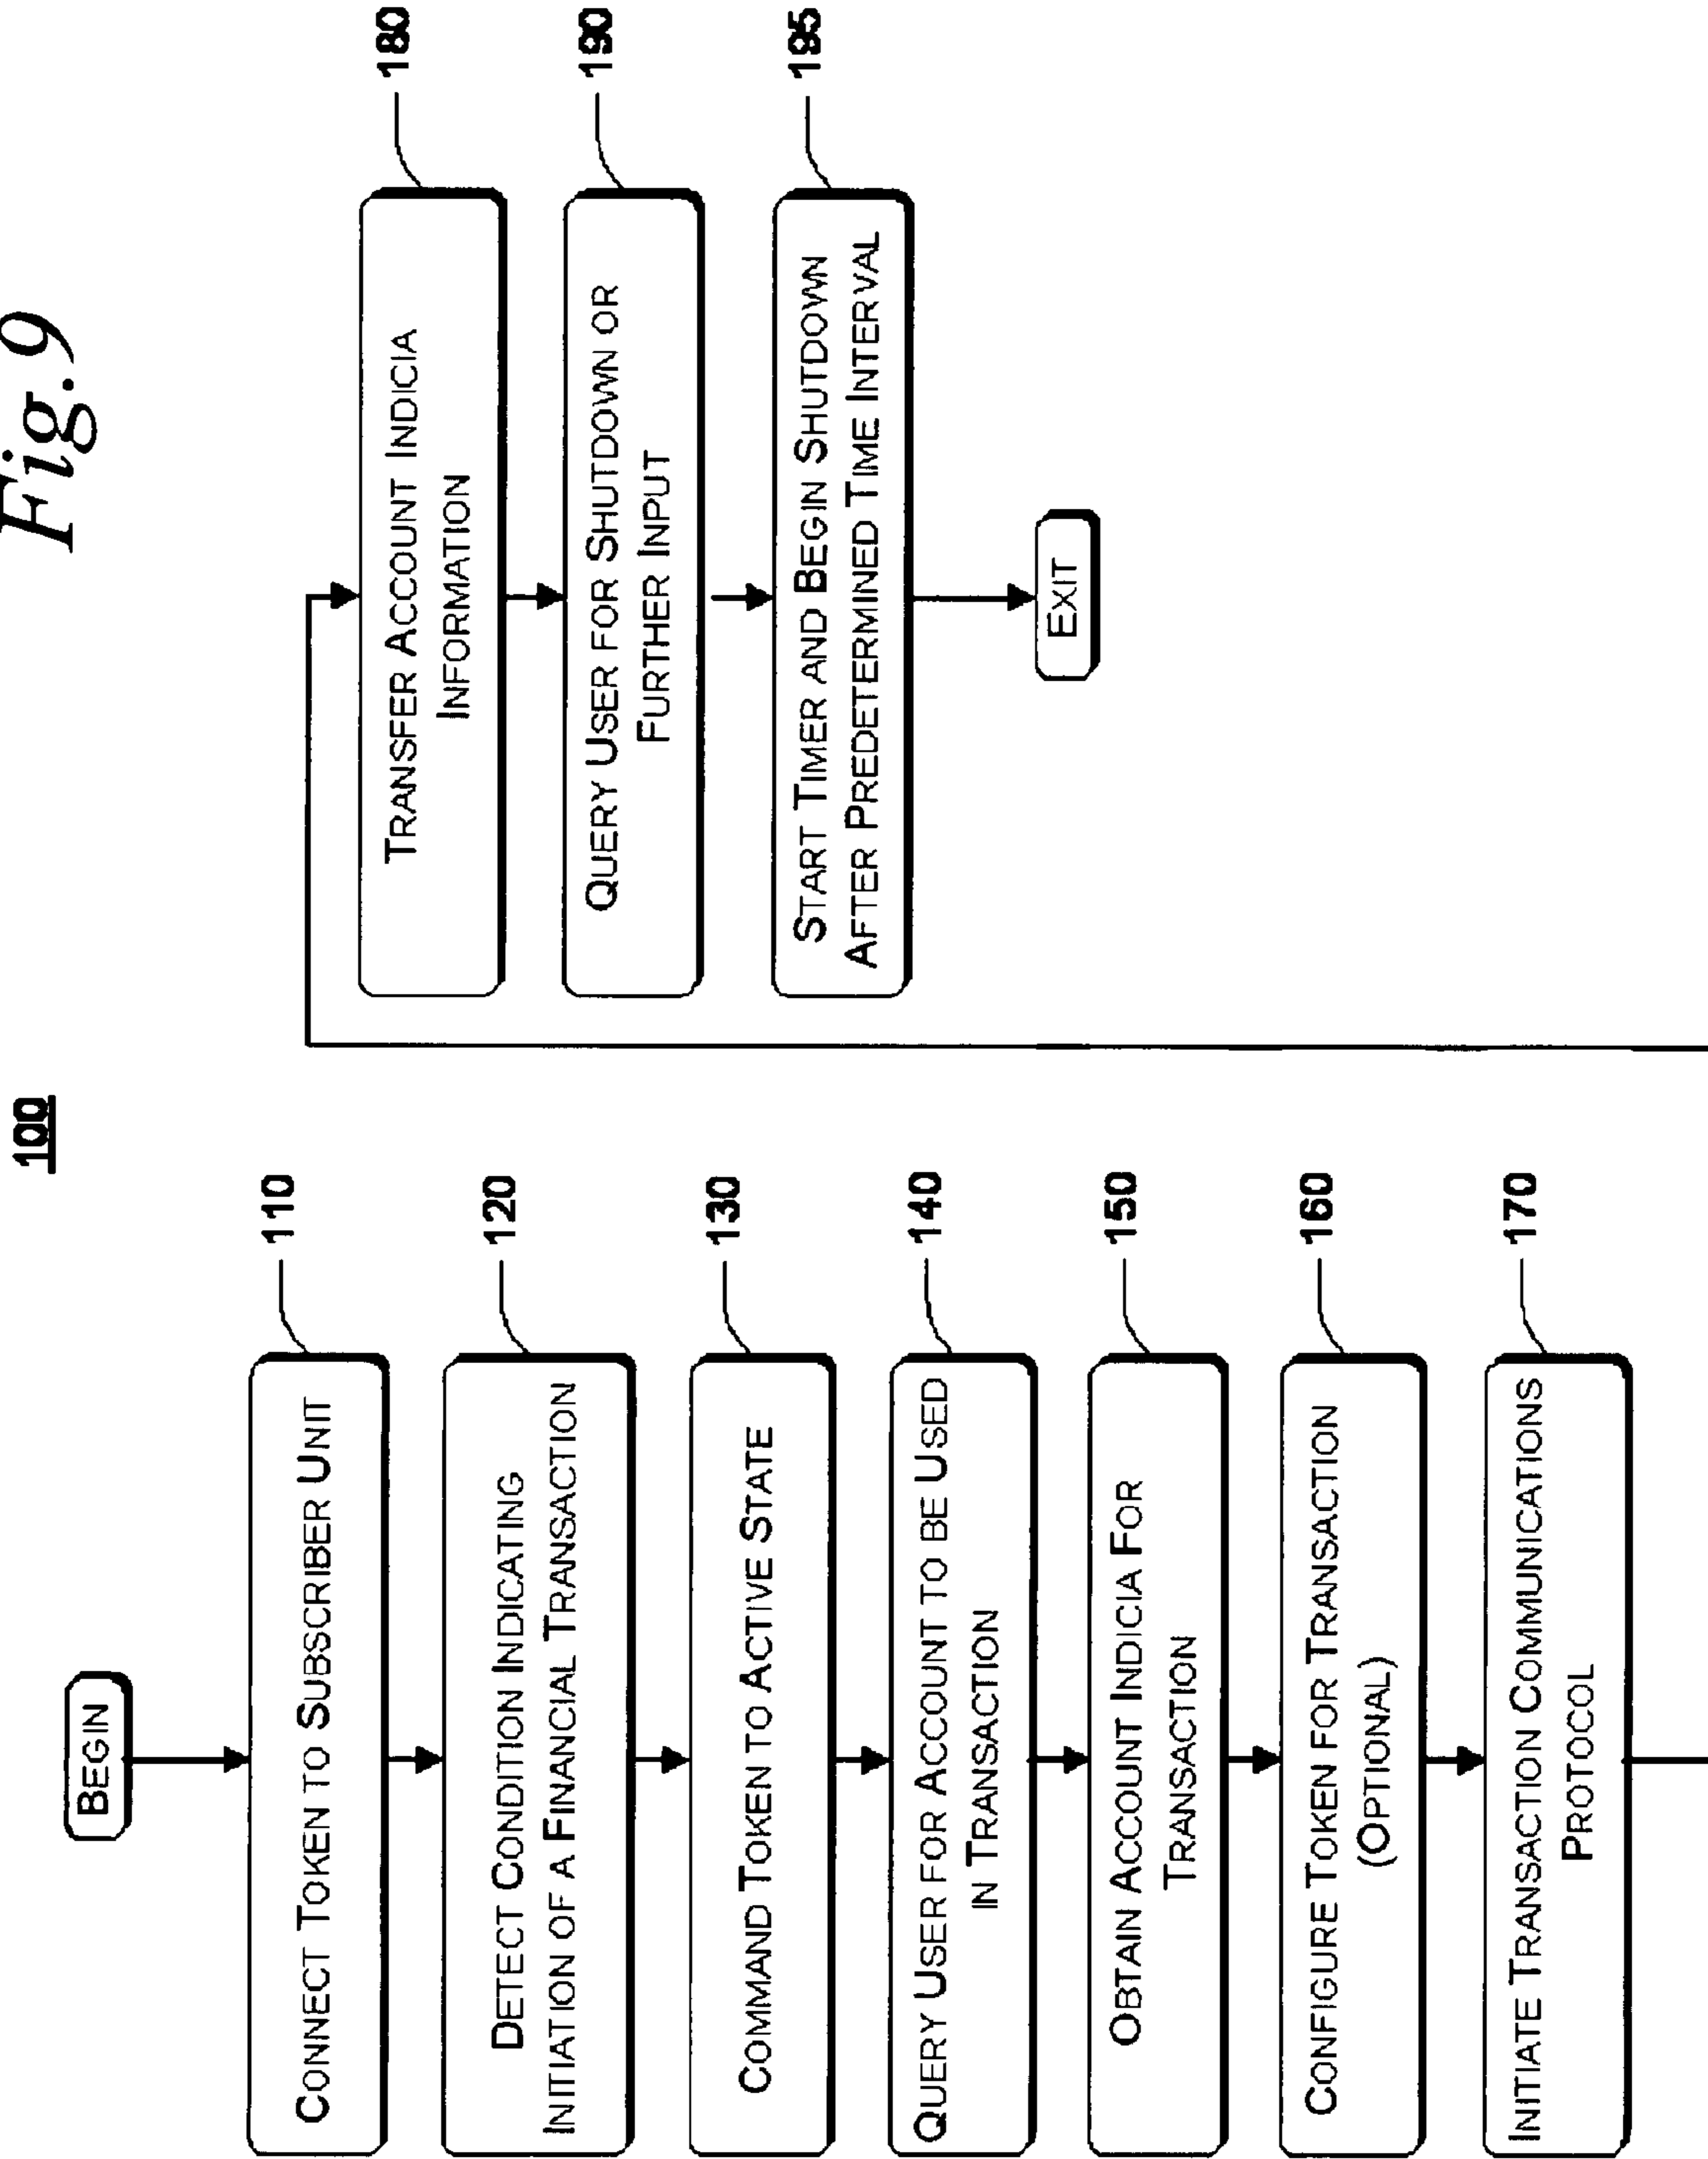 Fig.9
100
BEGIN
CONNECT TOKEN TO SUBSCRIBER UNIT
110
DETECT CONDITION INDICATING
INITIATION OF A FINANCIAL TRANSACTION
120
COMMAND TOKEN TO ACTIVE STATE
130
QUERY USER FOR ACCOUNT TO BE USED
IN TRANSACTION
140
OBTAIN ACCOUNT INDICIA FOR
TRANSACTION
150
CONFIGURE TOKEN FOR TRANSACTION
(OPTIONAL)
160
INITIATE TRANSACTION COMMUNICATIONS
PROTOCOL
170
TRANSFER ACCOUNT INDICIA
INFORMATION
180
QUERY USER FOR SHUTDOWN OR
FURTHER INPUT
190
START TIMER AND BEGIN SHUTDOWN
AFTER PREDETERMINED TIME INTERVAL
195
EXIT